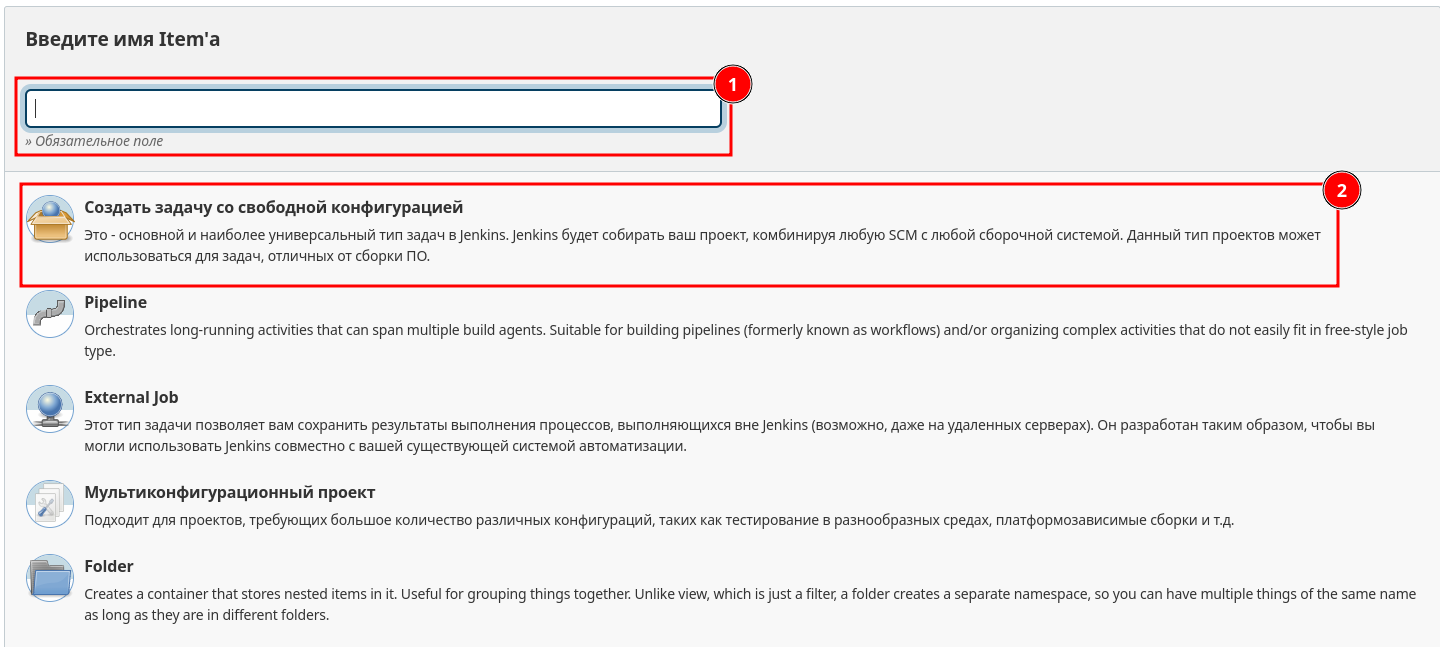 Введите имя Item'а
1
» Обязательное поле
2
Создать задачу со свободной конфигурацией
Это - основной и наиболее универсальный тип задач в Jenkins. Jenkins будет собирать ваш проект, комбинируя любую SCM с любой сборочной системой. Данный тип проектов может
использоваться для задач, отличных от сборки ПО.
Pipeline
Orchestrates long-running activities that can span multiple build agents. Suitable for building pipelines (formerly known as workflows) and/or organizing complex activities that do not easily fit in free-style job
type.
External Job
Этот тип задачи позволяет вам сохранить результаты выполнения процессов, выполняющихся вне Jenkins (возможно, даже на удаленных серверах). Он разработан таким образом, чтобы вы
могли использовать Jenkins совместно с вашей существующей системой автоматизации.
Мультиконфигурационный проект
Подходит для проектов, требующих большое количество различных конфигураций, таких как тестирование в разнообразных средах, платформозависимые сборки и т.д.
Folder
Creates a container that stores nested items in it. Useful for grouping things together. Unlike view, which is just a filter, a folder creates a separate namespace, so you can have multiple things of the same name
as long as they are in different folders.